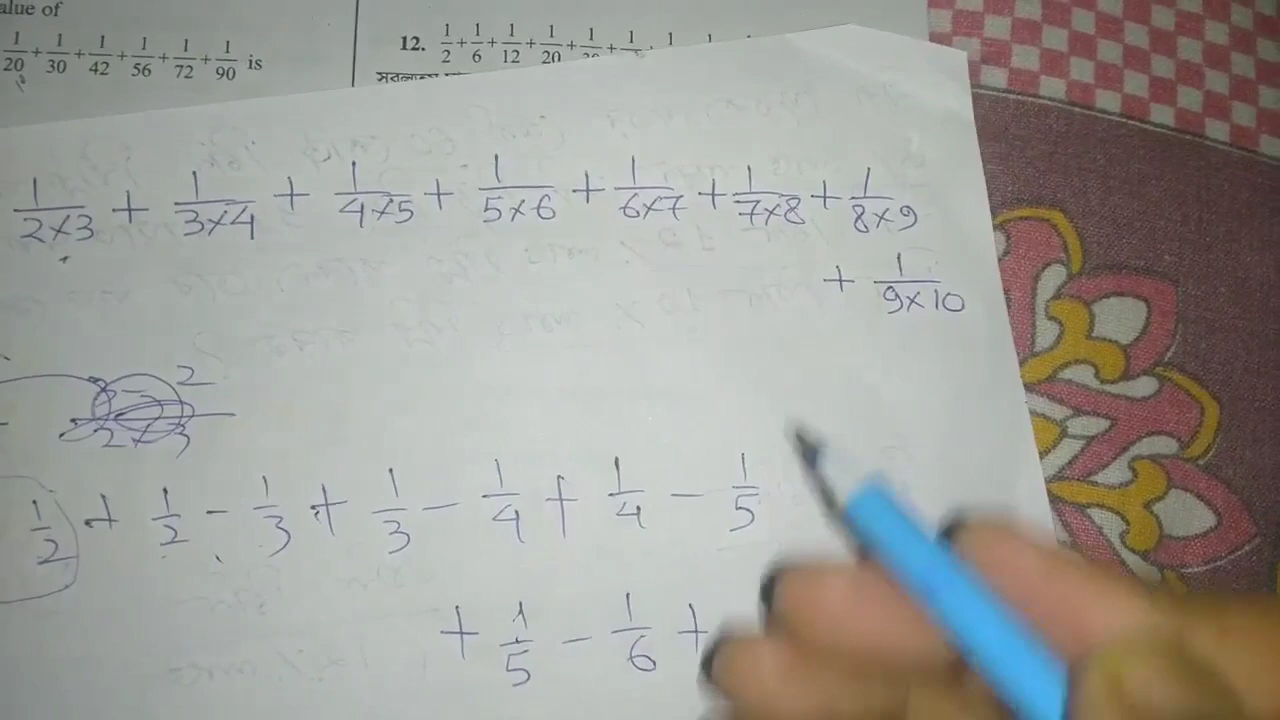 alue of
1/20 + 1/30 + 1/42 + 1/56 + 1/72 + 1/90 is
12. 1/2 + 1/6 + 1/12 + 1/20 +
1/2×3 + 1/3×4 + 1/4×5 + 1/5×6 + 1/6×7 + 1/7×8 + 1/8×9
+ 1/9×10
1/2 + 1/2 - 1/3 + 1/3 - 1/4 + 1/4 - 1/5
+ 1/5 - 1/6 +